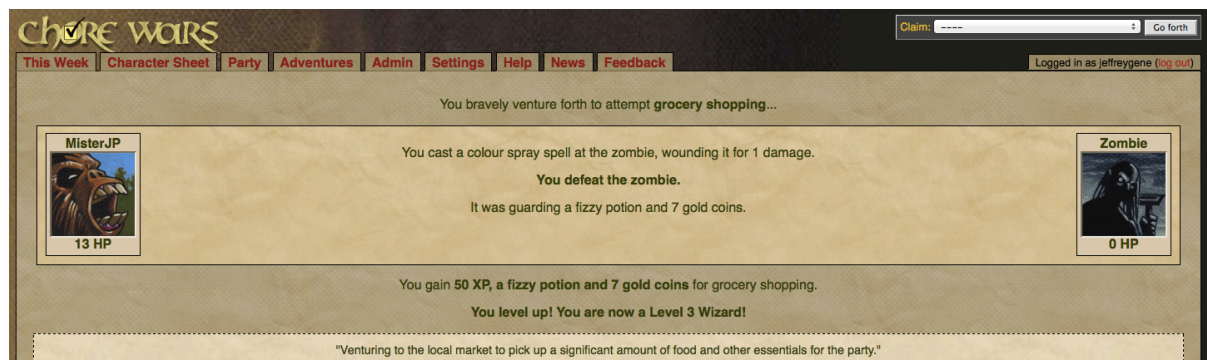 Chore Wars
Claim: ---- Go forth
This Week Character Sheet Party Adventures Admin Settings Help News Feedback
Logged in as jeffreygene (log out)
You bravely venture forth to attempt grocery shopping...
MisterJP
13 HP
You cast a colour spray spell at the zombie, wounding it for 1 damage.
You defeat the zombie.
It was guarding a fizzy potion and 7 gold coins.
Zombie
0 HP
You gain 50 XP, a fizzy potion and 7 gold coins for grocery shopping.
You level up! You are now a Level 3 Wizard!
"Venturing to the local market to pick up a significant amount of food and other essentials for the party."